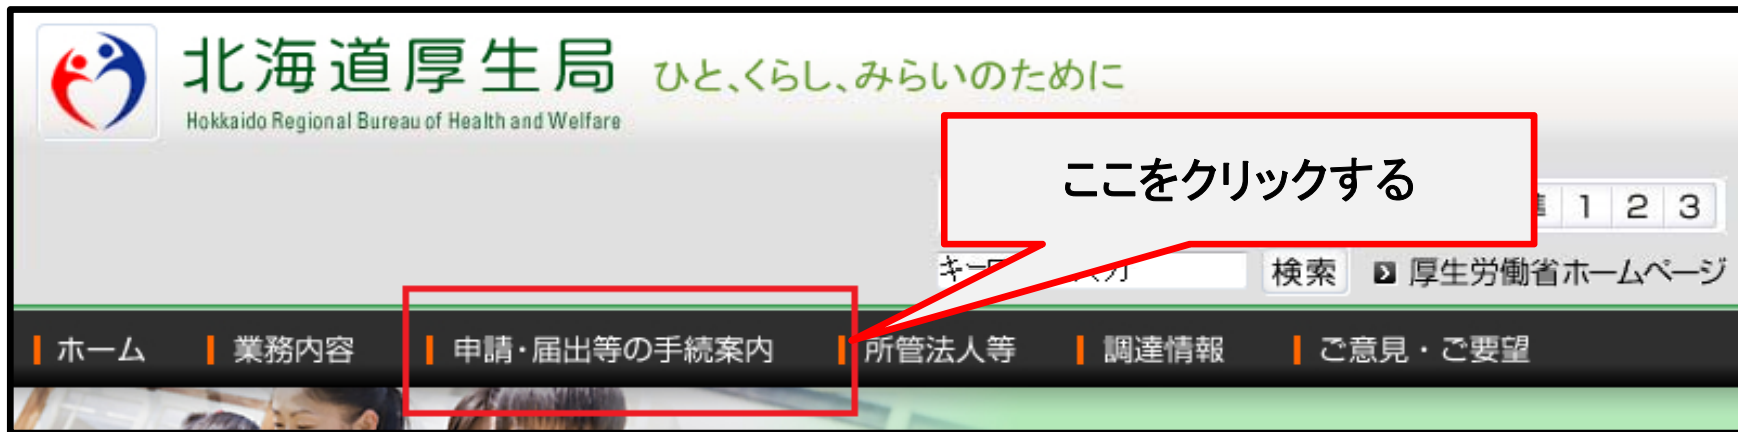 北海道厚生局 ひと、くらし、みらいのために
Hokkaido Regional Bureau of Health and Welfare
ここをクリックする
1 2 3
検索 厚生労働省ホームページ
ホーム 業務内容 申請・届出等の手続案内 所管法人等 調達情報 ご意見・ご要望